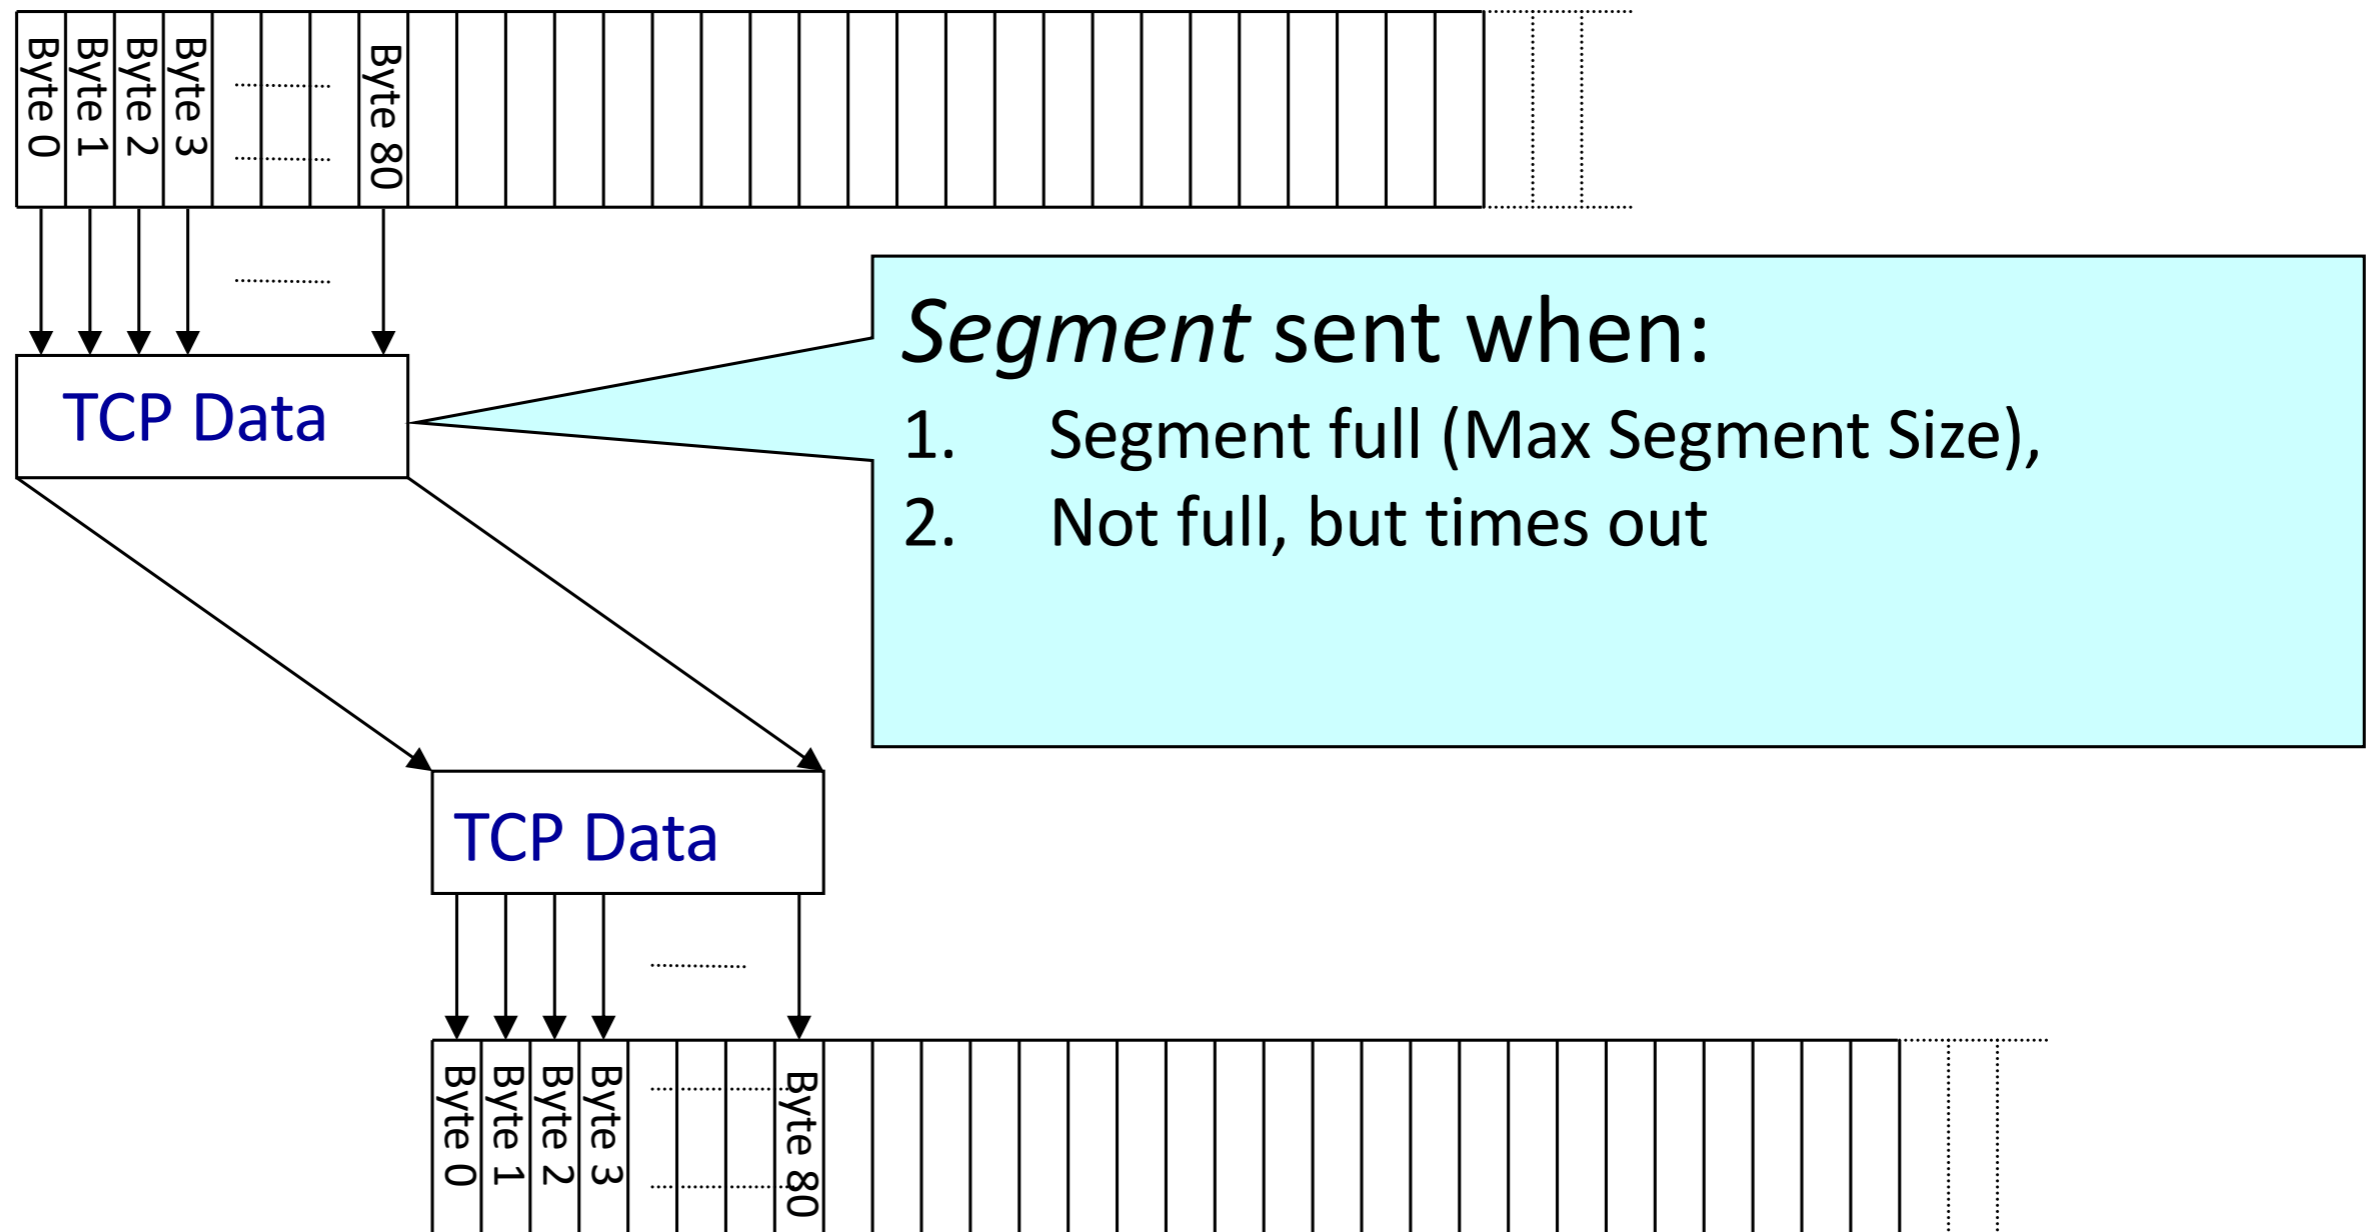 Byte 0
Byte 1
Byte 2
Byte 3
Byte 80
Segment sent when:
1. Segment full (Max Segment Size),
2. Not full, but times out
TCP Data
TCP Data
Byte 0
Byte 1
Byte 2
Byte 3
Byte 80